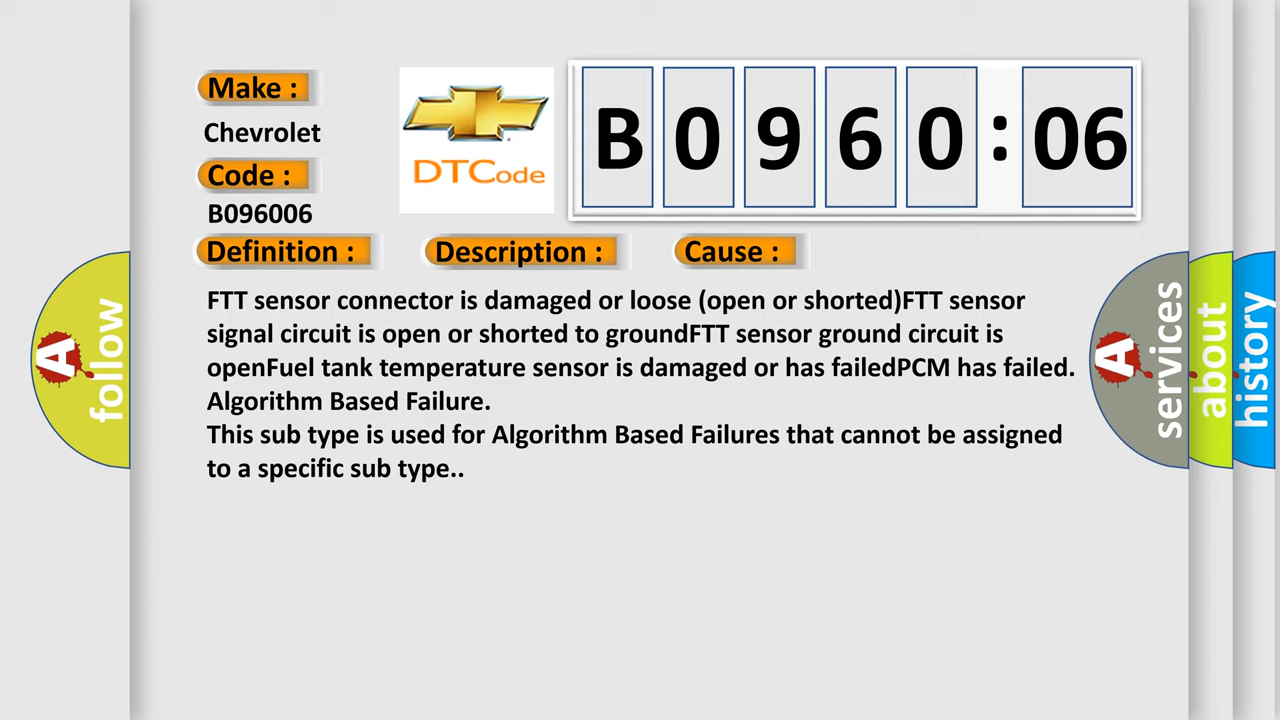 Make :
Chevrolet
Code :
B096006
DTCode
B 0 9 6 0 : 06
Definition :
Description :
Cause :
FTT sensor connector is damaged or loose (open or shorted)FTT sensor
signal circuit is open or shorted to groundFTT sensor ground circuit is
openFuel tank temperature sensor is damaged or has failedPCM has failed.
Algorithm Based Failure.
This sub type is used for Algorithm Based Failures that cannot be assigned
to a specific sub type..
A follow
A services
about
history